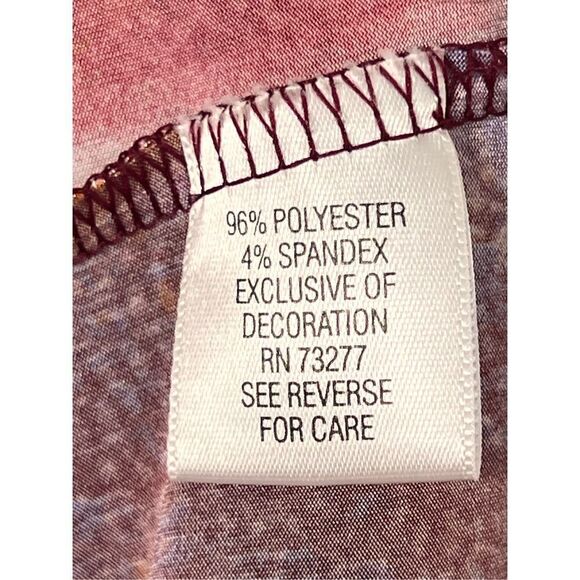 96% POLYESTER
4% SPANDEX
EXCLUSIVE OF
DECORATION
RN 73277
SEE REVERSE
FOR CARE